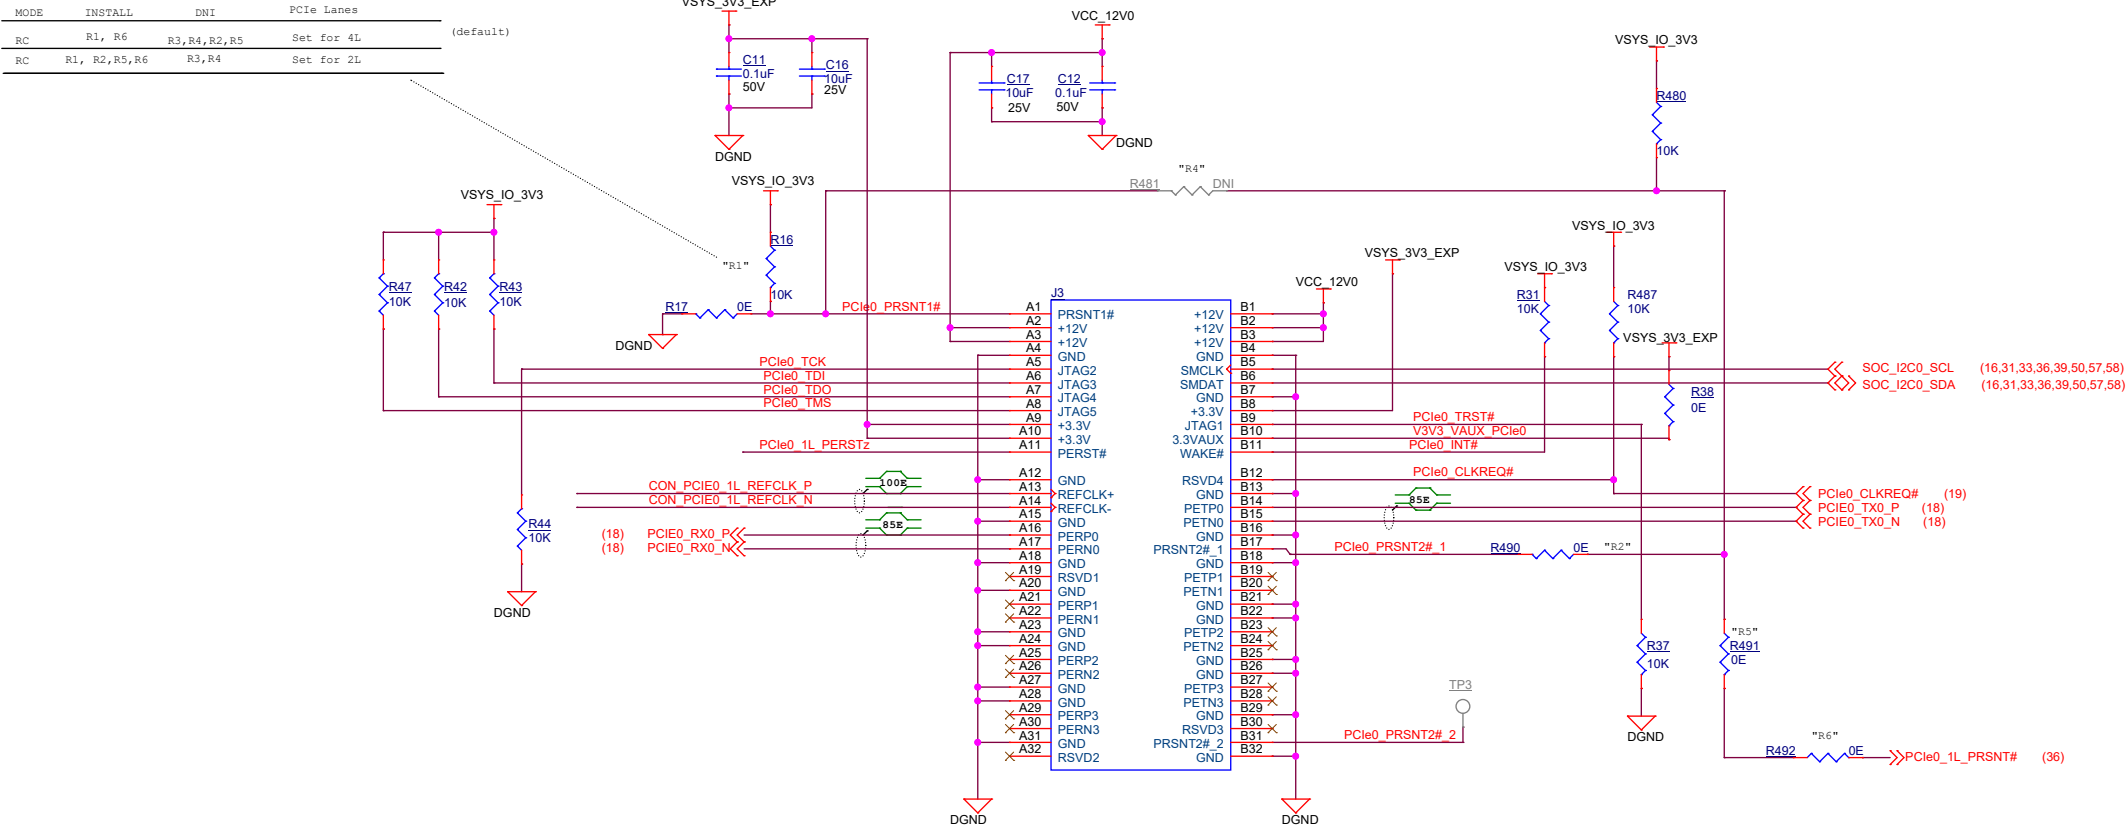 MODE INSTALL DNI PCIe Lanes
RC R1, R6 R3,R4,R2,R5 Set for 4L (default)
RC R1, R2,R5,R6 R3,R4 Set for 2L
VSYS_3V3_EXP
C11
0.1uF
50V
C16
10uF
25V
DGND
VCC_12V0
C17
10uF
25V
C12
0.1uF
50V
DGND
VSYS_IO_3V3
R480
10K
"R4"
R481 DNI
VSYS_IO_3V3
R47
10K
R42
10K
R43
10K
VSYS_IO_3V3
R16
10K
"R1"
R17 0E
DGND
PCIe0_PRSNT1#
PCIe0_TCK
PCIe0_TDI
PCIe0_TDO
PCIe0_TMS
PCIe0_1L_PERSTz
CON_PCIE0_1L_REFCLK_P
CON_PCIE0_1L_REFCLK_N
100E
85E
(18) PCIE0_RX0_P
(18) PCIE0_RX0_N
R44
10K
DGND
J3
A1 PRSNT1#
A2 +12V
A3 +12V
A4 GND
A5 JTAG2
A6 JTAG3
A7 JTAG4
A8 JTAG5
A9 +3.3V
A10 +3.3V
A11 PERST#
A12 GND
A13 REFCLK+
A14 REFCLK-
A15 GND
A16 PERP0
A17 PERN0
A18 GND
A19 RSVD1
A20 GND
A21 PERP1
A22 PERN1
A23 GND
A24 GND
A25 PERP2
A26 PERN2
A27 GND
A28 GND
A29 PERP3
A30 PERN3
A31 GND
A32 RSVD2
+12V B1
+12V B2
+12V B3
GND B4
SMCLK B5
SMDAT B6
GND B7
+3.3V B8
JTAG1 B9
3.3VAUX B10
WAKE# B11
RSVD4 B12
GND B13
PETP0 B14
PETN0 B15
GND B16
PRSNT2#_1 B17
GND B18
PETP1 B19
PETN1 B20
GND B21
GND B22
PETP2 B23
PETN2 B24
GND B25
GND B26
PETP3 B27
PETN3 B28
GND B29
RSVD3 B30
PRSNT2#_2 B31
GND B32
DGND
DGND
VCC_12V0
VSYS_3V3_EXP
VSYS_IO_3V3
R31
10K
VSYS_IO_3V3
R487
10K
VSYS_3V3_EXP
R38
0E
SOC_I2C0_SCL (16,31,33,36,39,50,57,58)
SOC_I2C0_SDA (16,31,33,36,39,50,57,58)
PCIe0_TRST#
V3V3_VAUX_PCIe0
PCIe0_INT#
PCIe0_CLKREQ#
85E
PCIe0_CLKREQ# (19)
PCIE0_TX0_P (18)
PCIE0_TX0_N (18)
PCIe0_PRSNT2#_1
R490 0E "R2"
R37
10K
DGND
"R5"
R491
0E
TP3
PCIe0_PRSNT2#_2
"R6"
R492 0E
PCIe0_1L_PRSNT# (36)